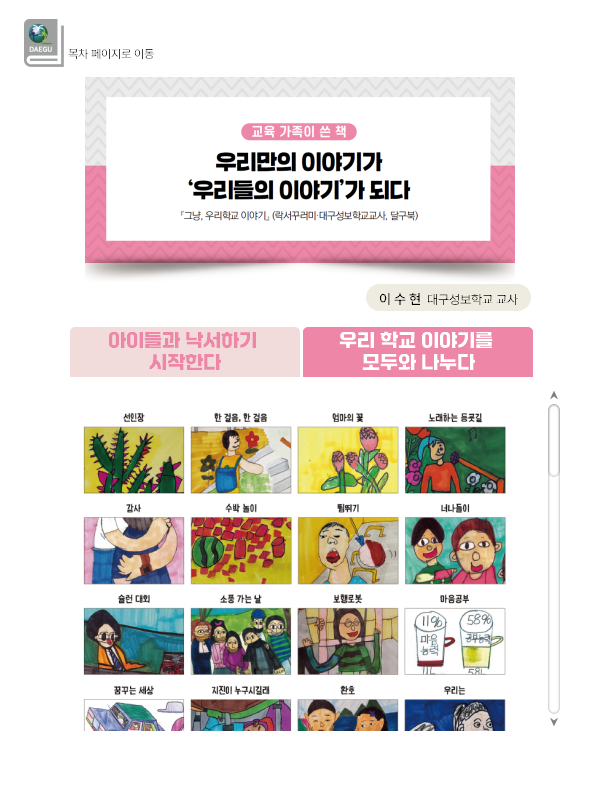 DAEGU
목차 페이지로 이동
교육 가족이 쓴 책
우리만의 이야기가
‘우리들의 이야기’가 되다
『그냥, 우리학교 이야기』 (락서꾸러미·대구성보학교교사, 달구북)
이 수 현 대구성보학교 교사
아이들과 낙서하기
시작한다
우리 학교 이야기를
모두와 나누다
선인장 한 걸음, 한 걸음 엄마의 꽃 노래하는 등굣길
감사 수박 놀이 튐뛰기 너나들이
슐런 대회 소풍 가는 날 보행로봇 마음공부
11% 58%
마음 공부능력
능력
11L 58L
꿈꾸는 세상 지진이 누구시길래 환호 우리는